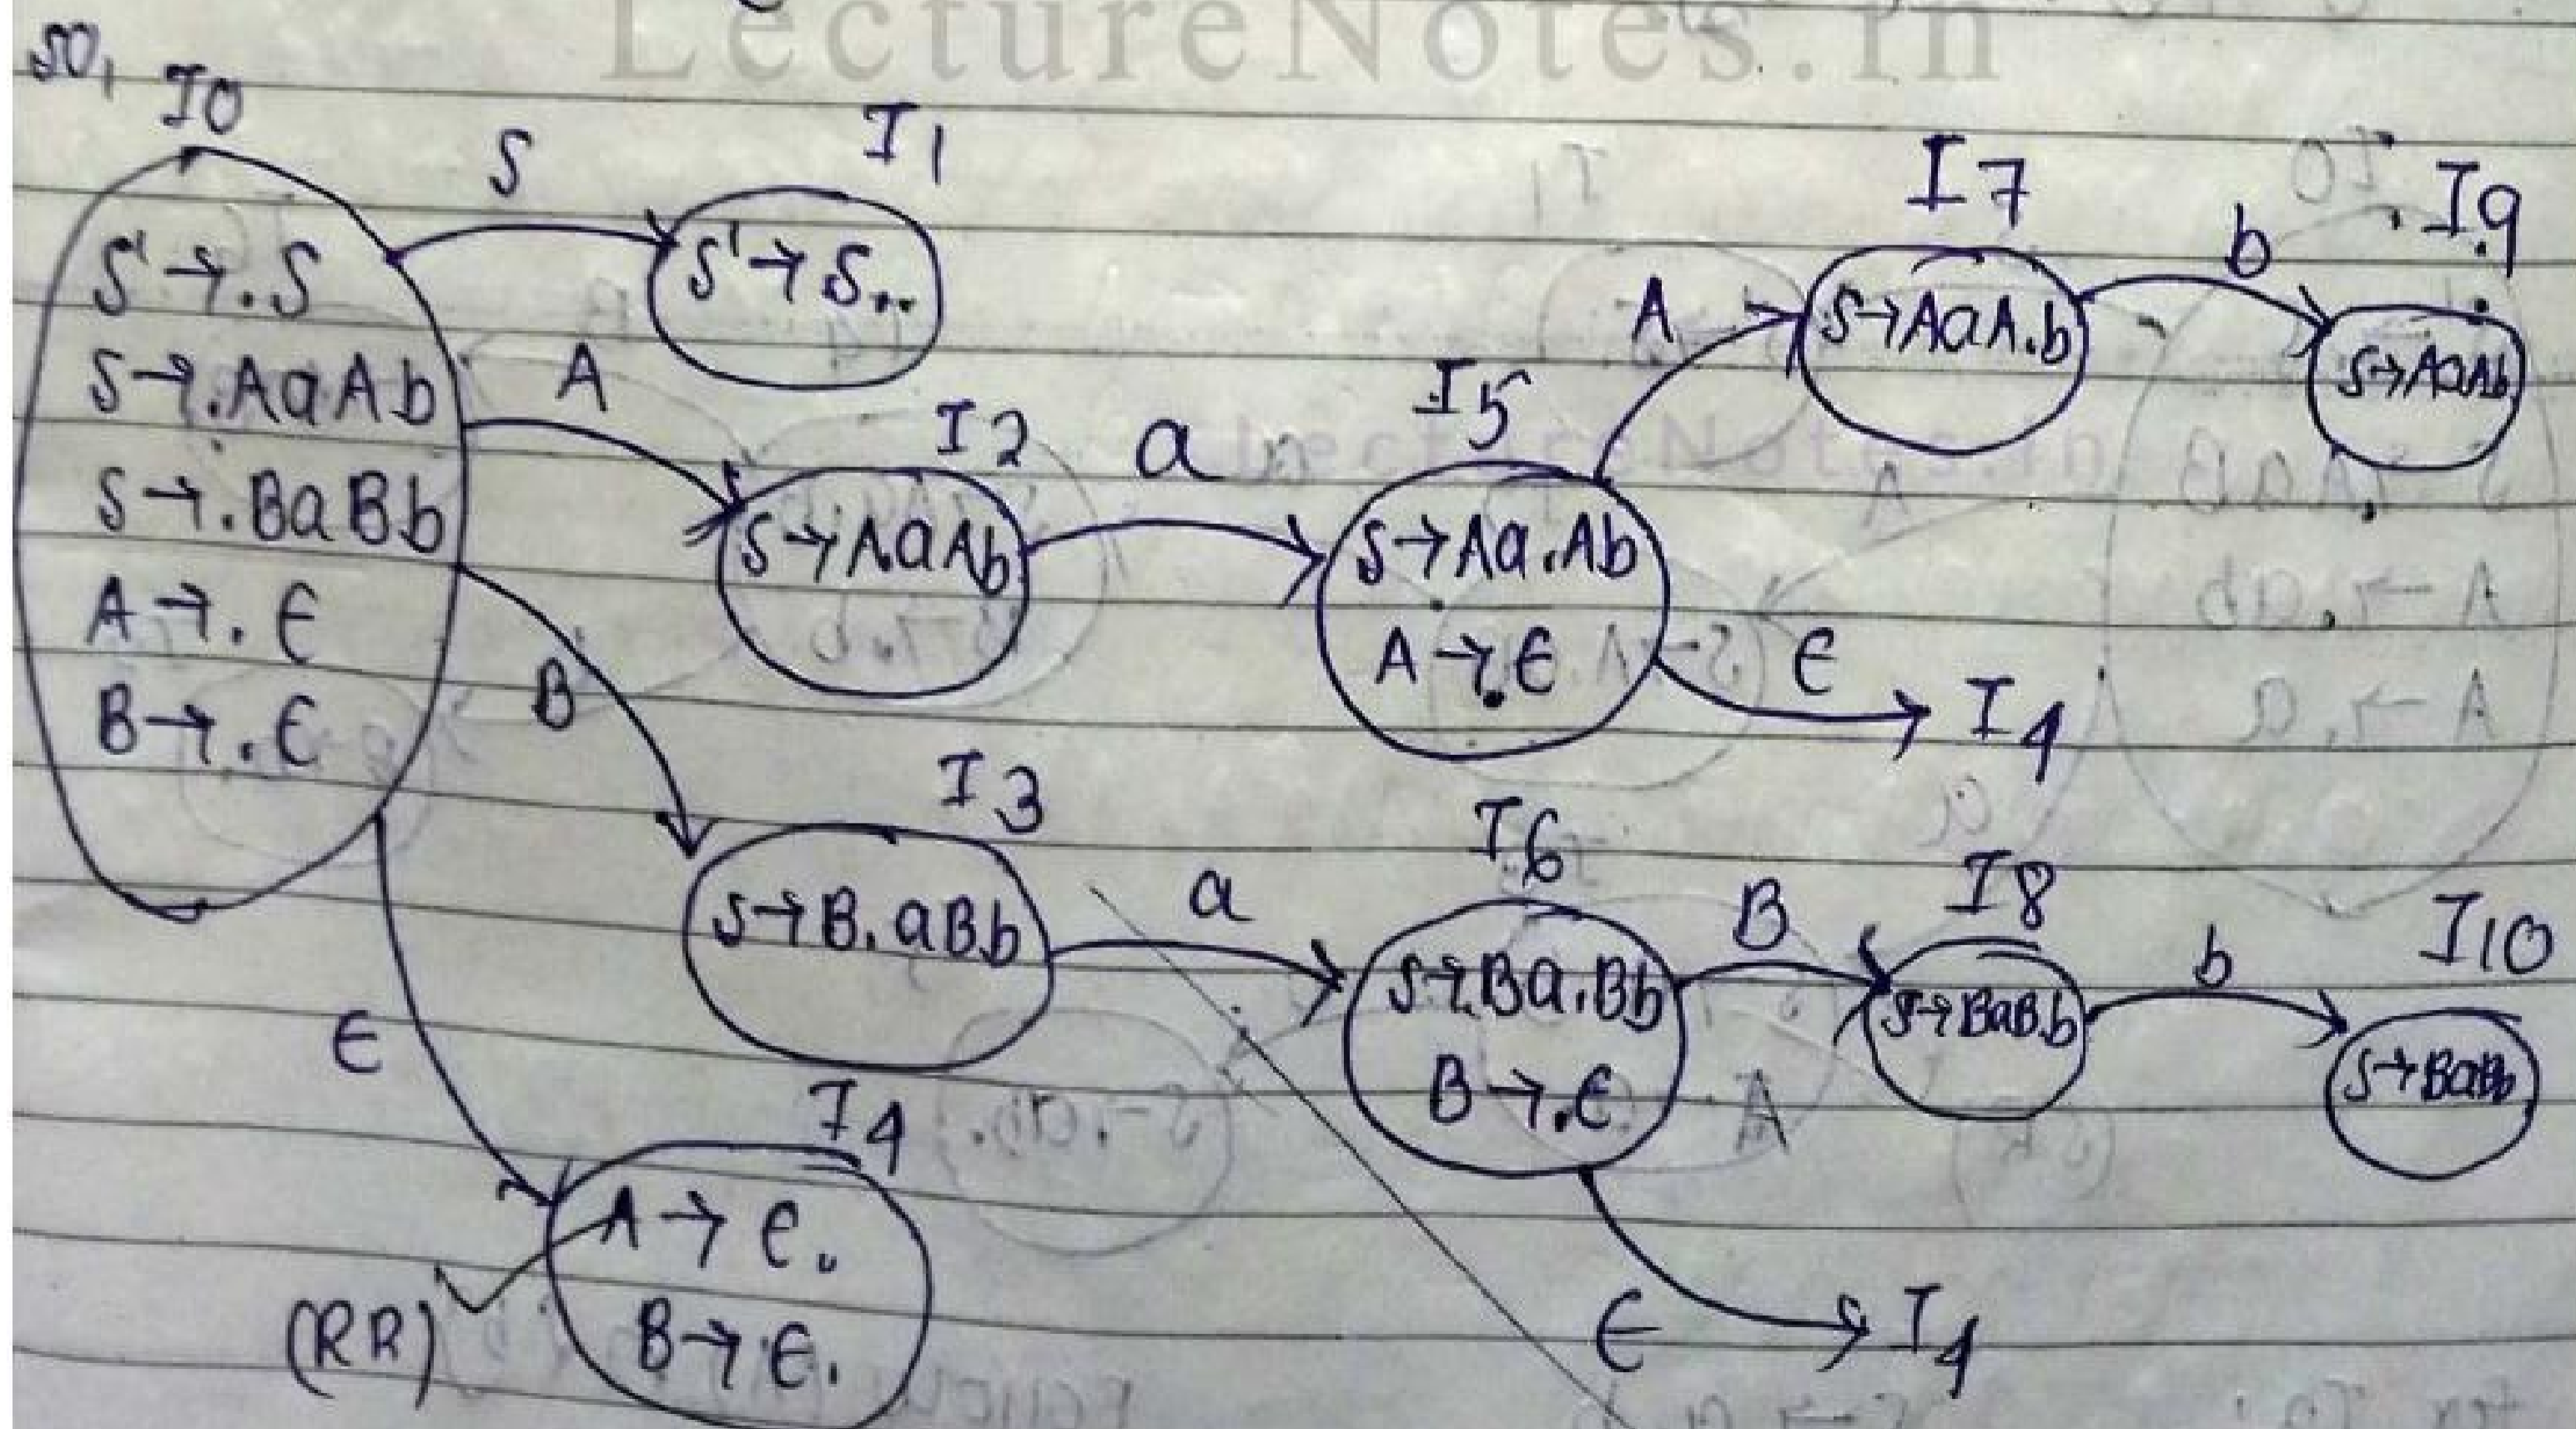 LectureNotes.in
so,
I0
S' → .S
S → .AaAb
S → .BaBb
A → . ϵ
B → . ϵ
S
I1
S' → S..
A
I2
S → A.aAb
a
I5
S → Aa.Ab
A → .ϵ
A
I7
S → AaA.b
b
I9
S → AaAb
ϵ
I4
B
I3
S → B.aBb
a
I6
S → Ba.Bb
B → .ϵ
B
I8
S → BaB.b
b
I10
S → BaBb
ϵ
I4
ϵ
I4
A → ϵ.
B → ϵ.
(RR)